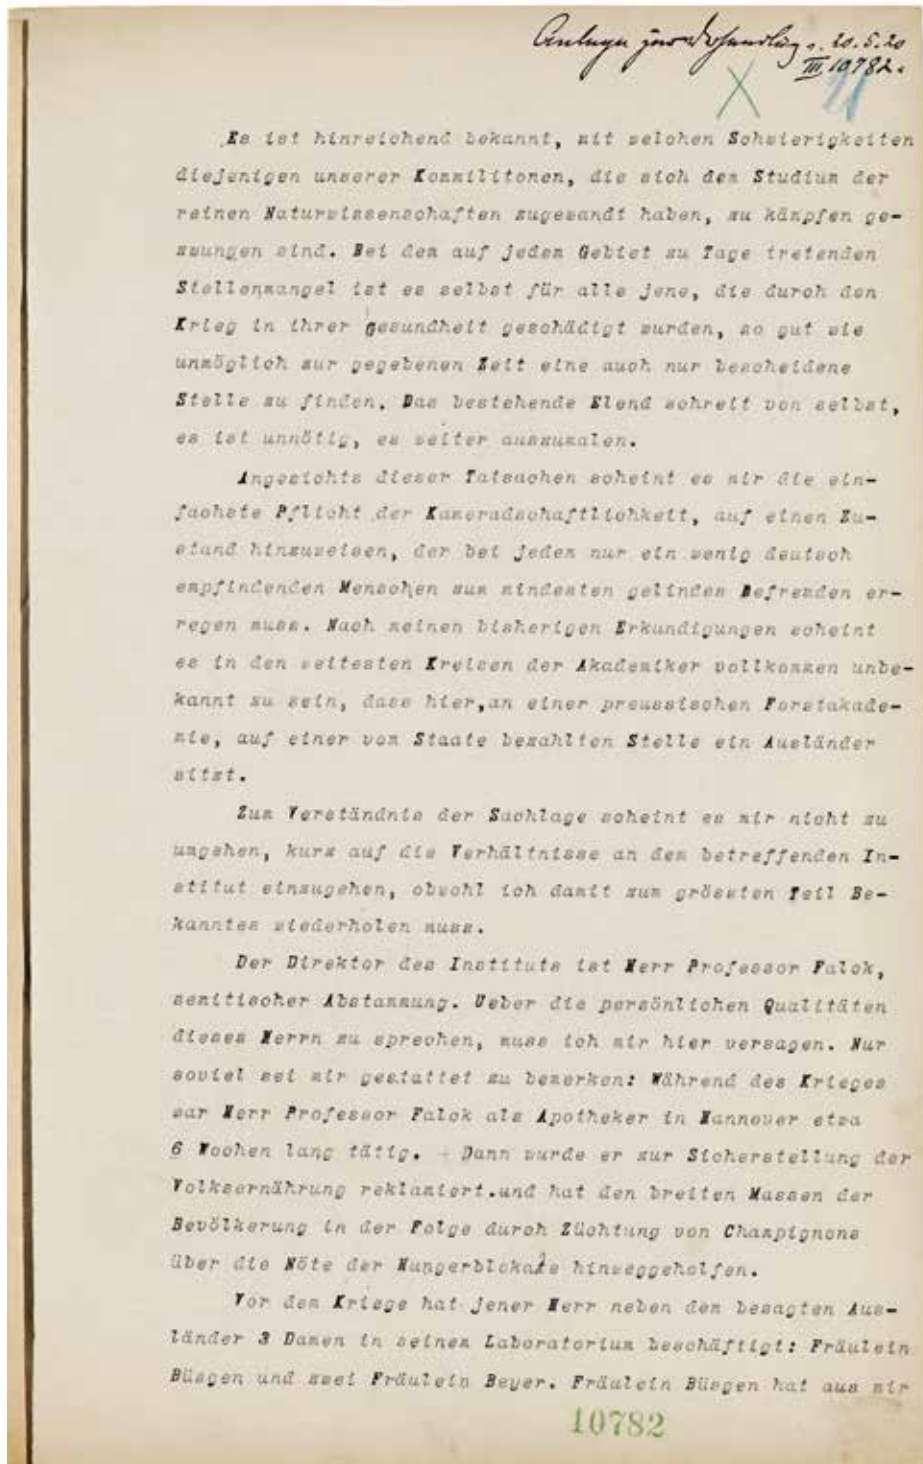 Anlage zur Verhandlg v. 20.5.20
III 10782.
Es ist hinreichend bekannt, mit welchen Schwierigkeiten
diejenigen unserer Kommilitonen, die sich dem Studium der
reinen Naturwissenschaften zugewandt haben, zu kämpfen ge-
zwungen sind. Bei dem auf jedem Gebiet zu Tage tretenden
Stellenmangel ist es selbst für alle jene, die durch den
Krieg in ihrer gesundheit geschädigt wurden, so gut wie
unmöglich zur gegebenen Zeit eine auch nur bescheidene
Stelle zu finden. Das bestehende Elend schreit von selbst,
es ist unnötig, es weiter auszumalen.
Angesichts dieser Tatsachen scheint es mir die ein-
fachste Pflicht der Kameradschaftlichkeit, auf einen Zu-
stand hinzuweisen, der bei jedem nur ein wenig deutsch
empfindenden Menschen zum mindesten gelindes Befremden er-
regen muss. Nach meinen bisherigen Erkundigungen scheint
es in den weitesten Kreisen der Akademiker vollkommen unbe-
kannt zu sein, dass hier,an einer preussischen Forstakade-
mie, auf einer vom Staate bezahlten Stelle ein Ausländer
sitzt.
Zum Verständnis der Sachlage scheint es mir nicht zu
umgehen, kurz auf die Verhältnisse an dem betreffenden In-
stitut einzugehen, obwohl ich damit zum grössten Teil Be-
kanntes wiederholen muss.
Der Direktor des Instituts ist Herr Professor Falck,
semitischer Abstammung. Ueber die persönlichen Qualitäten
dieses Herrn zu sprechen, muss ich mir hier versagen. Nur
soviel sei mir gestattet zu bemerken: Während des Krieges
war Herr Professor Falck als Apotheker in Hannover etwa
6 Wochen lang tätig. - Dann wurde er zur Sicherstellung der
Volksernährung reklamiert.und hat den breiten Massen der
Bevölkerung in der Folge durch Züchtung von Champignons
über die Nöte der Hungerblokade hinweggeholfen.
Vor dem Kriege hat jener Herr neben dem besagten Aus-
länder 3 Damen in seinem Laboratorium beschäftigt: Fräulein
Büsgen und zwei Fräulein Beyer. Fräulein Büsgen hat aus mir
10782